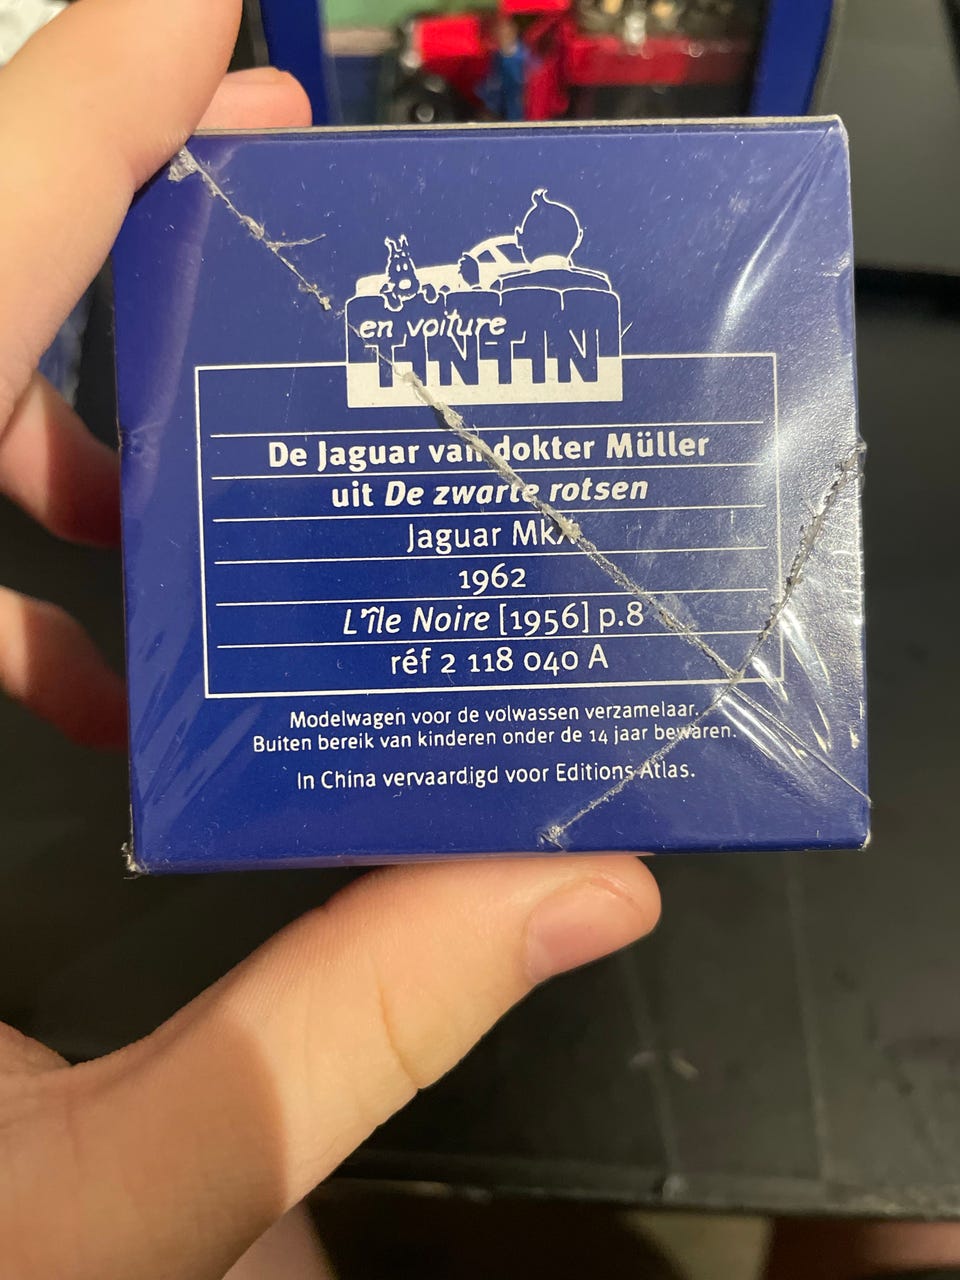 en voiture
TINTIN
De Jaguar van dokter Müller
uit De zwarte rotsen
Jaguar MkX
1962
L'Île Noire [1956] p.8
réf 2 118 040 A
Modelwagen voor de volwassen verzamelaar.
Buiten bereik van kinderen onder de 14 jaar bewaren.
In China vervaardigd voor Editions Atlas.